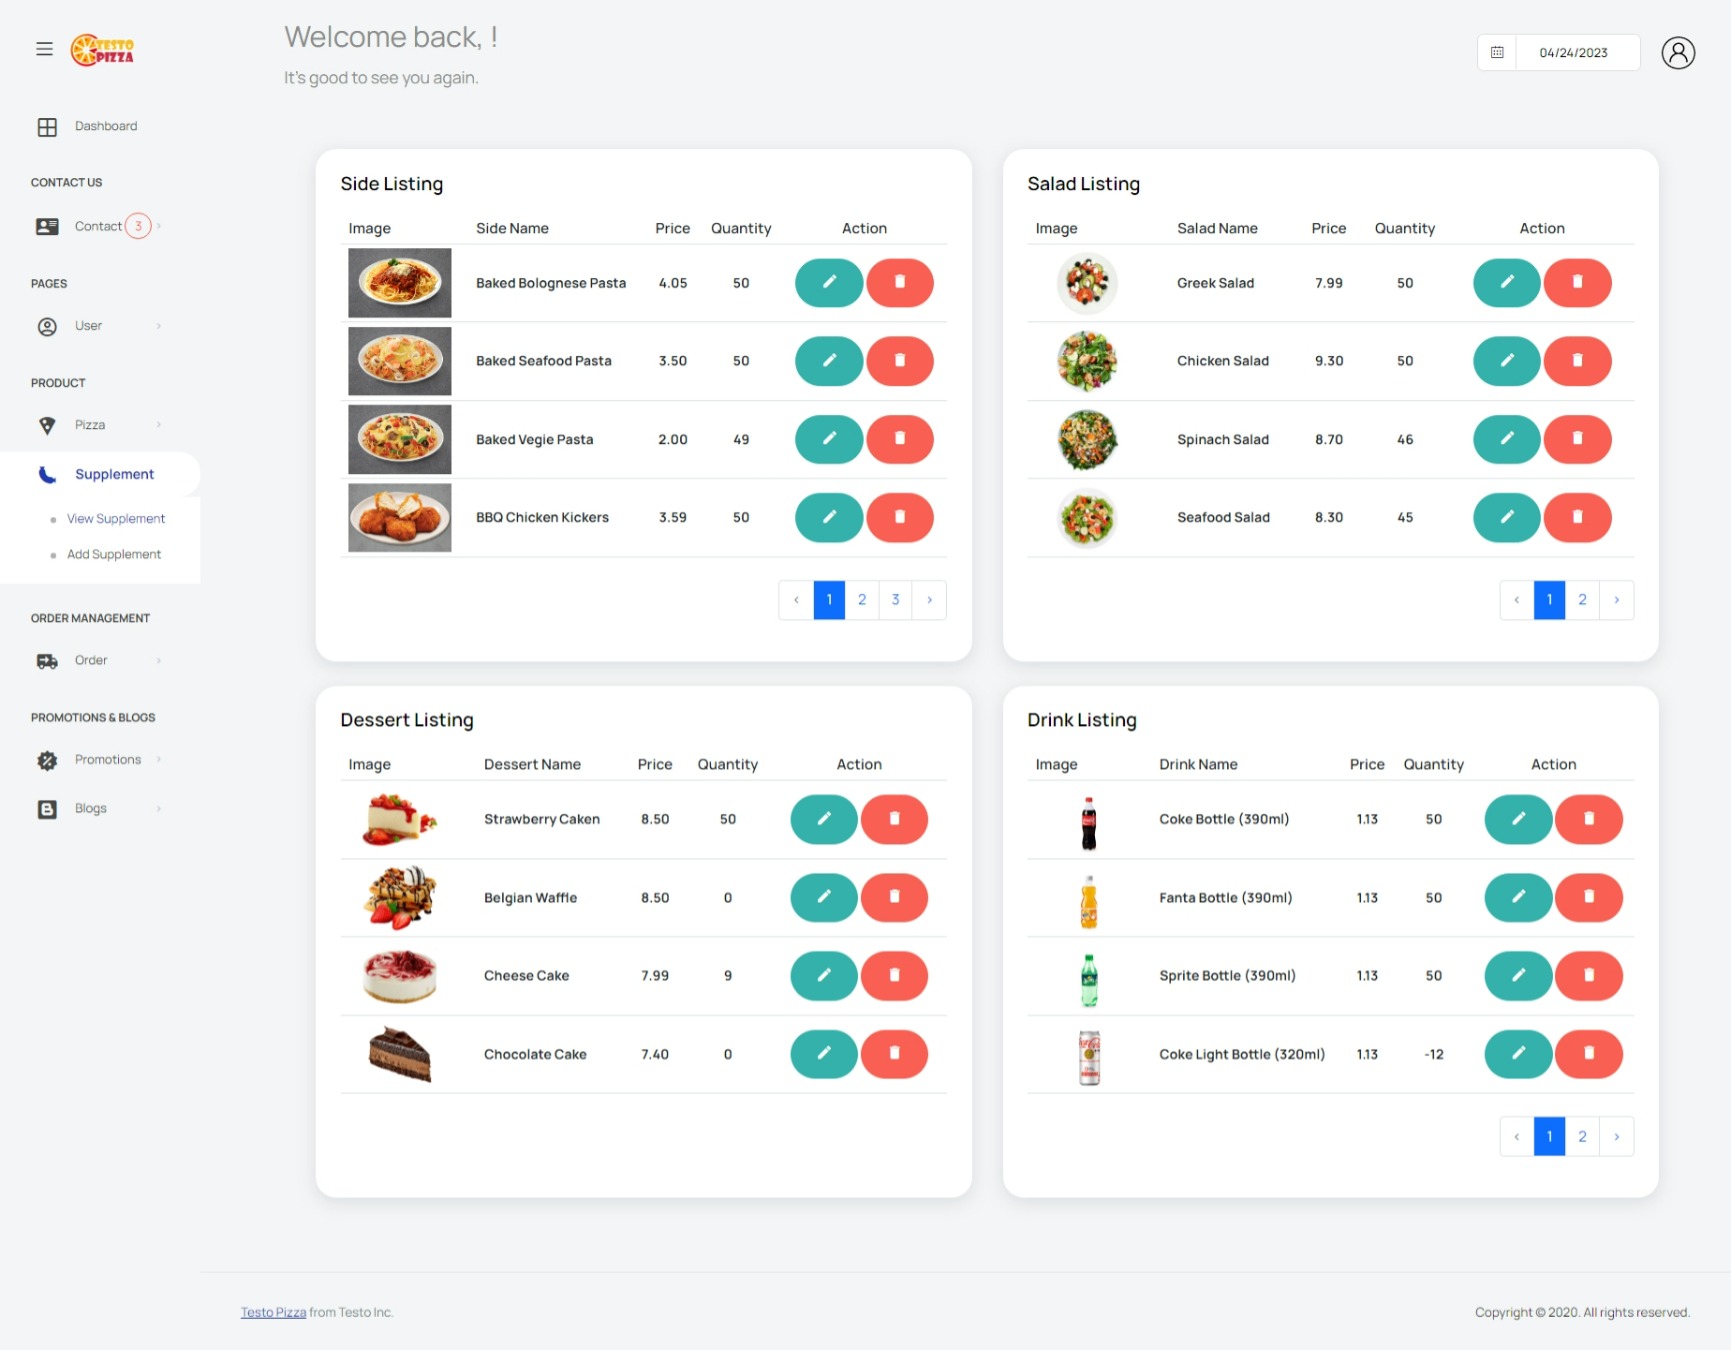 TESTO
PIZZA
Welcome back, !
It's good to see you again.
04/24/2023
Dashboard
CONTACT US
Contact 3
PAGES
User
PRODUCT
Pizza
Supplement
View Supplement
Add Supplement
ORDER MANAGEMENT
Order
PROMOTIONS & BLOGS
Promotions
Blogs
Side Listing
Image Side Name Price Quantity Action
Baked Bolognese Pasta 4.05 50
Baked Seafood Pasta 3.50 50
Baked Vegie Pasta 2.00 49
BBQ Chicken Kickers 3.59 50
‹ 1 2 3 ›
Salad Listing
Image Salad Name Price Quantity Action
Greek Salad 7.99 50
Chicken Salad 9.30 50
Spinach Salad 8.70 46
Seafood Salad 8.30 45
‹ 1 2 ›
Dessert Listing
Image Dessert Name Price Quantity Action
Strawberry Caken 8.50 50
Belgian Waffle 8.50 0
Cheese Cake 7.99 9
Chocolate Cake 7.40 0
Drink Listing
Image Drink Name Price Quantity Action
Coke Bottle (390ml) 1.13 50
Fanta Bottle (390ml) 1.13 50
Sprite Bottle (390ml) 1.13 50
Coke Light Bottle (320ml) 1.13 -12
‹ 1 2 ›
Testo Pizza from Testo Inc.
Copyright © 2020. All rights reserved.